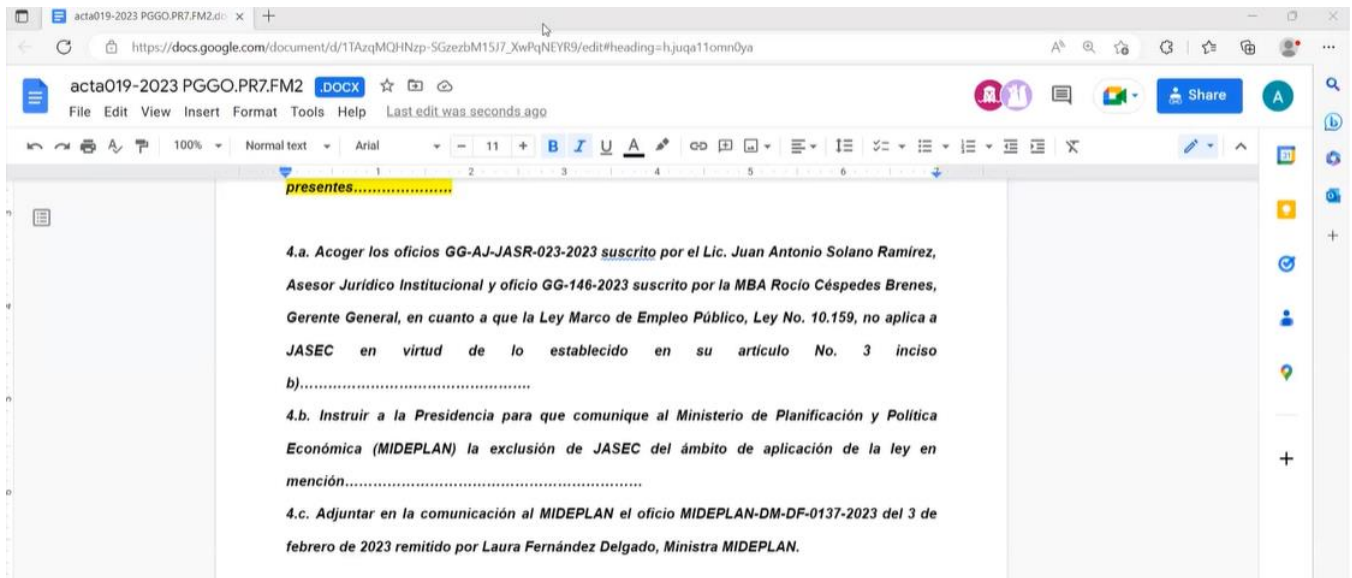 acta019-2023 PGGO.PR7.FM2.do
https://docs.google.com/document/d/1TAzqMQHNzp-SGzezbM15J7_XwPqNEYR9/edit#heading=h.juqa11omn0ya
acta019-2023 PGGO.PR7.FM2 .DOCX
Share
A
File Edit View Insert Format Tools Help Last edit was seconds ago
100% Normal text Arial 11 B I U A
1 2 3 4 5 6
presentes.....................
4.a. Acoger los oficios GG-AJ-JASR-023-2023 suscrito por el Lic. Juan Antonio Solano Ramírez,
Asesor Jurídico Institucional y oficio GG-146-2023 suscrito por la MBA Rocío Céspedes Brenes,
Gerente General, en cuanto a que la Ley Marco de Empleo Público, Ley No. 10.159, no aplica a
JASEC en virtud de lo establecido en su artículo No. 3 inciso
b).................................................
4.b. Instruir a la Presidencia para que comunique al Ministerio de Planificación y Política
Económica (MIDEPLAN) la exclusión de JASEC del ámbito de aplicación de la ley en
mención...............................................................
4.c. Adjuntar en la comunicación al MIDEPLAN el oficio MIDEPLAN-DM-DF-0137-2023 del 3 de
febrero de 2023 remitido por Laura Fernández Delgado, Ministra MIDEPLAN.